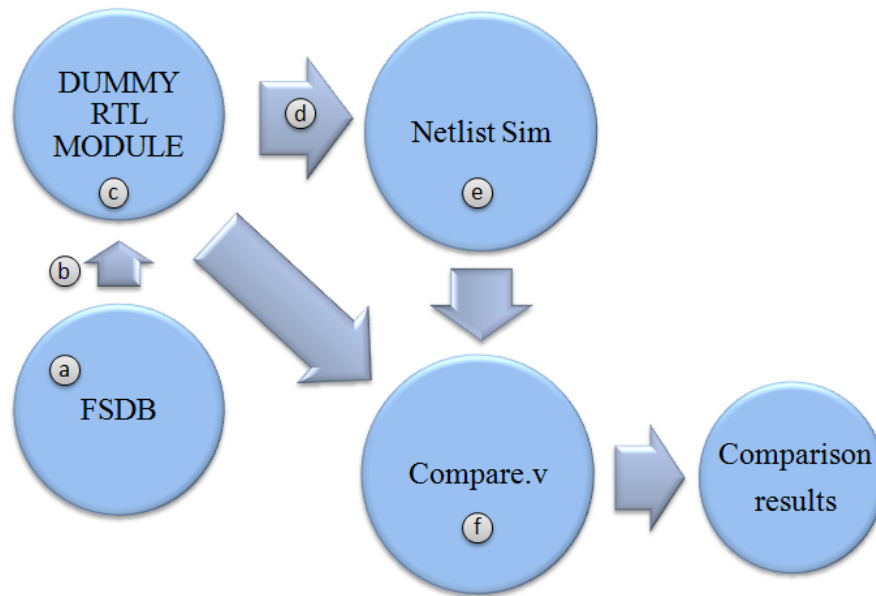 DUMMY
RTL
MODULE
c
d
Netlist Sim
e
b
a
FSDB
Compare.v
f
Comparison
results